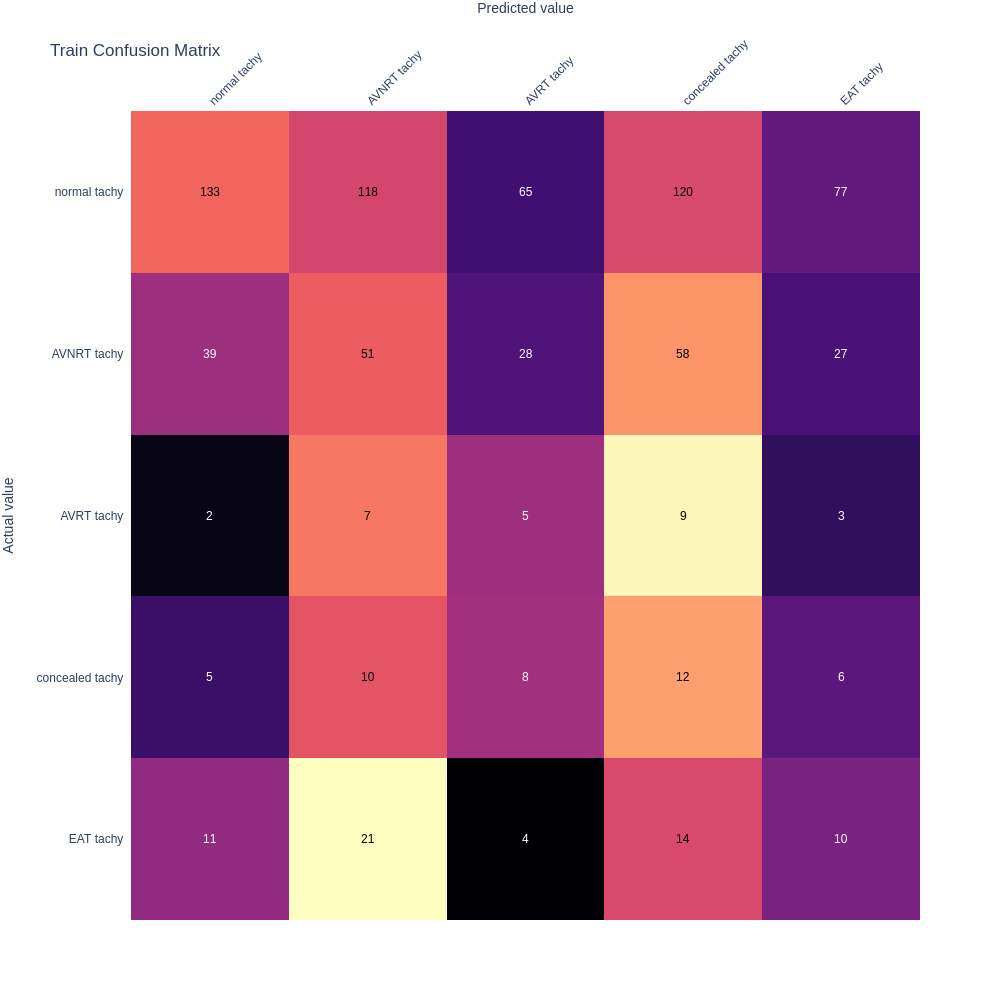 Predicted value
Train Confusion Matrix
normal tachy AVNRT tachy AVRT tachy concealed tachy EAT tachy
normal tachy 133 118 65 120 77
AVNRT tachy 39 51 28 58 27
AVRT tachy 2 7 5 9 3
Actual value
concealed tachy 5 10 8 12 6
EAT tachy 11 21 4 14 10